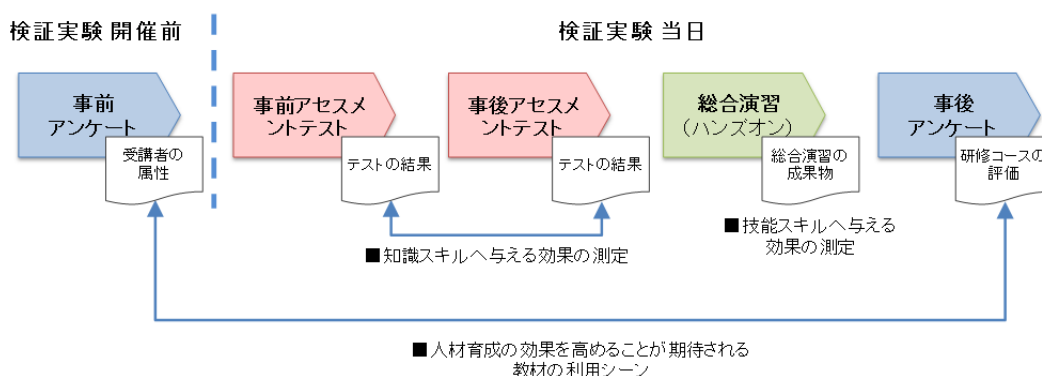 検証実験 開催前
検証実験 当日
事前
アンケート
受講者の
属性
事前アセスメ
ントテスト
テストの結果
事後アセスメ
ントテスト
テストの結果
総合演習
（ハンズオン）
総合演習の
成果物
事後
アンケート
研修コースの
評価
■知識スキルへ与える効果の測定
■技能スキルへ与える
効果の測定
■人材育成の効果を高めることが期待される
教材の利用シーン